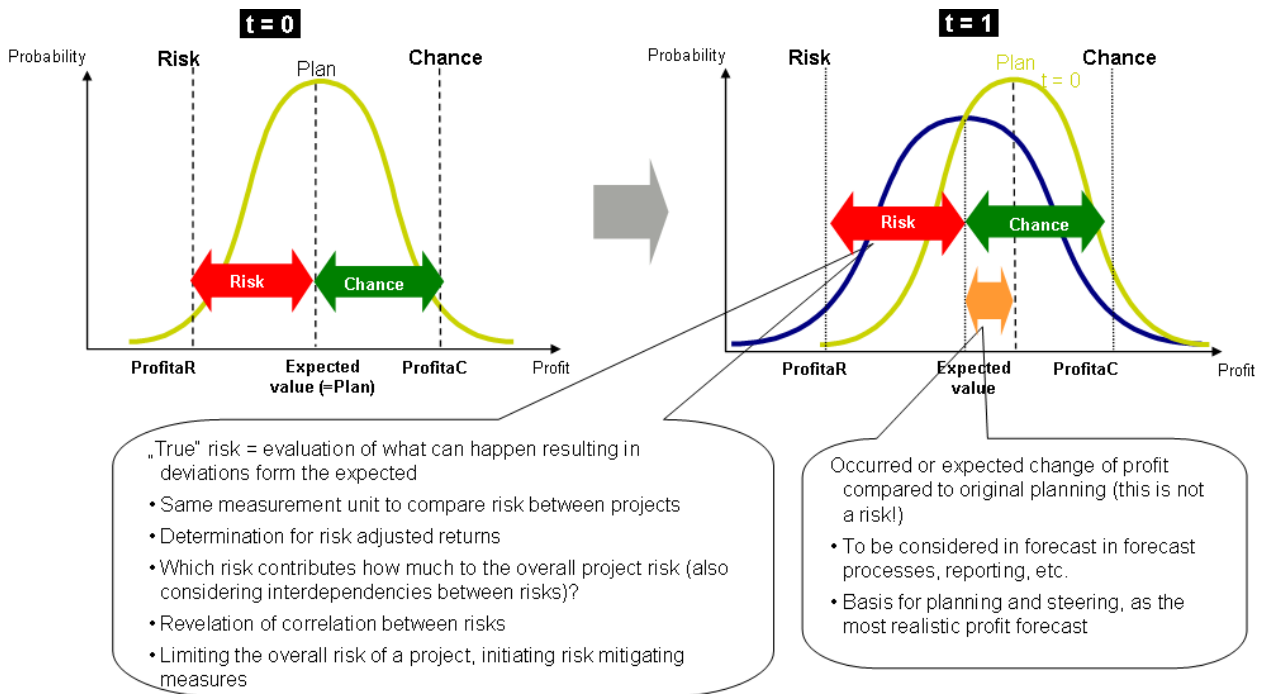 t = 0
Probability
Risk
Plan
Chance
Risk
Chance
ProfitaR
Expected
value (=Plan)
ProfitaC
Profit
t = 1
Probability
Risk
Plan
t = 0
Chance
Risk
Chance
ProfitaR
Expected
value
ProfitaC
Profit
„True" risk = evaluation of what can happen resulting in
deviations form the expected
• Same measurement unit to compare risk between projects
• Determination for risk adjusted returns
• Which risk contributes how much to the overall project risk (also
considering interdependencies between risks)?
• Revelation of correlation between risks
• Limiting the overall risk of a project, initiating risk mitigating
measures
Occurred or expected change of profit
compared to original planning (this is not
a risk!)
• To be considered in forecast in forecast
processes, reporting, etc.
• Basis for planning and steering, as the
most realistic profit forecast